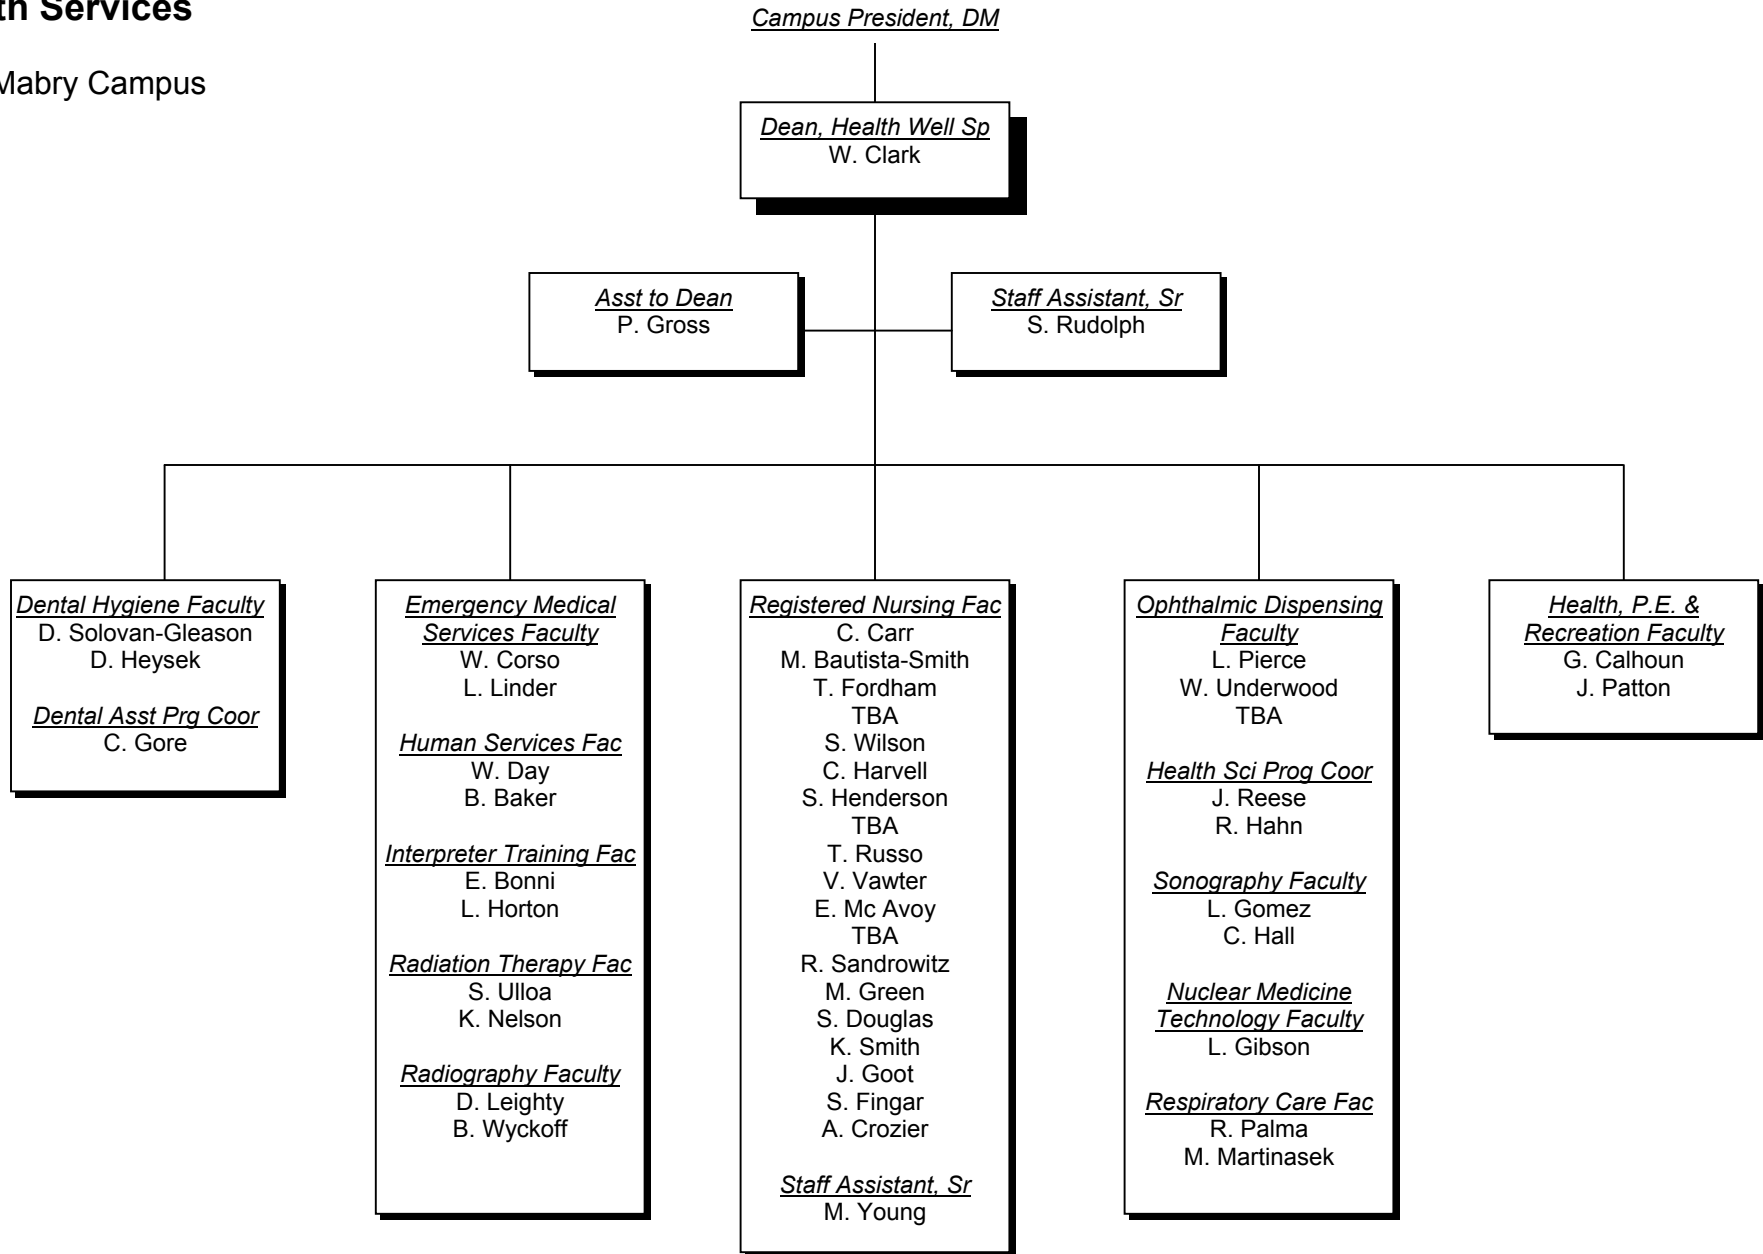 th Services
Mabry Campus
Campus President, DM
Dean, Health Well Sp
W. Clark
Asst to Dean
P. Gross
Staff Assistant, Sr
S. Rudolph
Dental Hygiene Faculty
D. Solovan-Gleason
D. Heysek
Dental Asst Prg Coor
C. Gore
Emergency Medical
Services Faculty
W. Corso
L. Linder
Human Services Fac
W. Day
B. Baker
Interpreter Training Fac
E. Bonni
L. Horton
Radiation Therapy Fac
S. Ulloa
K. Nelson
Radiography Faculty
D. Leighty
B. Wyckoff
Registered Nursing Fac
C. Carr
M. Bautista-Smith
T. Fordham
TBA
S. Wilson
C. Harvell
S. Henderson
TBA
T. Russo
V. Vawter
E. Mc Avoy
TBA
R. Sandrowitz
M. Green
S. Douglas
K. Smith
J. Goot
S. Fingar
A. Crozier
Staff Assistant, Sr
M. Young
Ophthalmic Dispensing
Faculty
L. Pierce
W. Underwood
TBA
Health Sci Prog Coor
J. Reese
R. Hahn
Sonography Faculty
L. Gomez
C. Hall
Nuclear Medicine
Technology Faculty
L. Gibson
Respiratory Care Fac
R. Palma
M. Martinasek
Health, P.E. &
Recreation Faculty
G. Calhoun
J. Patton